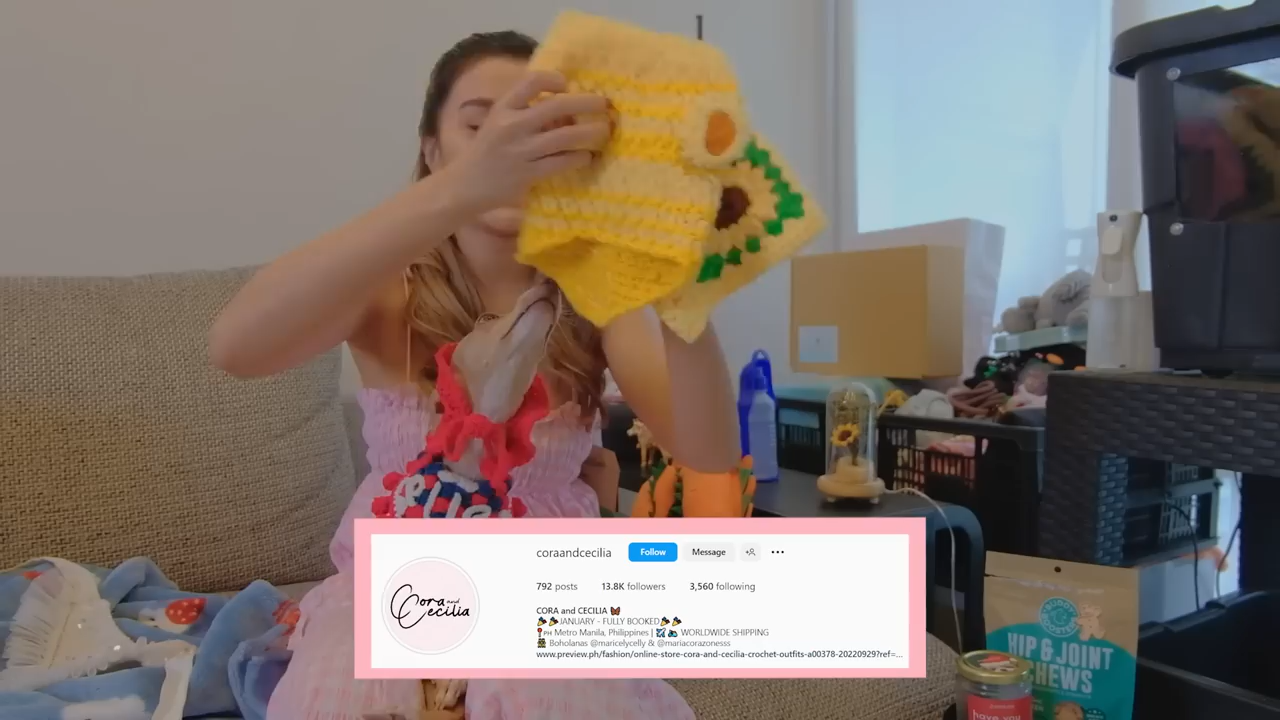 coraandcecilia Follow Message
792 posts 13.8K followers 3,560 following
Cora and Cecilia
CORA and CECILIA 🦋
🎉🎉JANUARY - FULLY BOOKED🎉🎉
📍PH Metro Manila, Philippines | ✈️ 🚚 WORLDWIDE SHIPPING
Boholanas @maricelycelly & @mariacorazonesss
www.preview.ph/fashion/online-store-cora-and-cecilia-crochet-outfits-a00378-20220929?ref=...
HIP & JOINT
CHEWS
have you